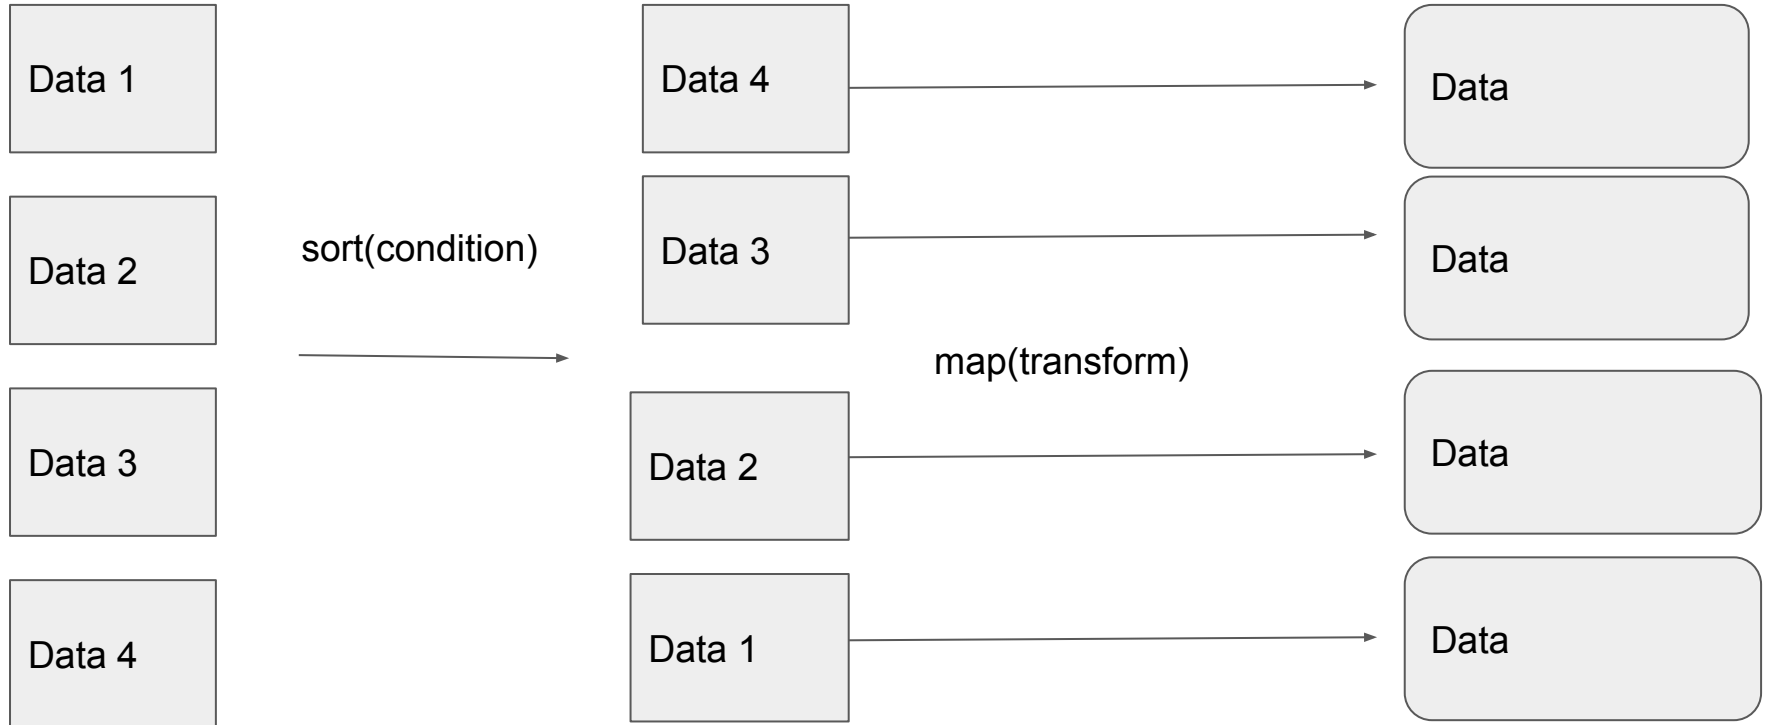 Data 1
Data 2
Data 3
Data 4
sort(condition)
Data 4
Data 3
Data 2
Data 1
map(transform)
Data
Data
Data
Data